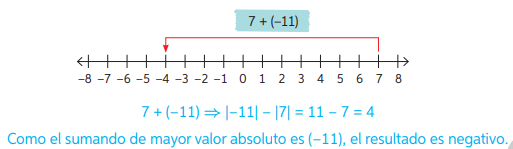 7 + (–11)
–8 –7 –6 –5 –4 –3 –2 –1 0 1 2 3 4 5 6 7 8
7 + (–11) ⇒ |–11| – |7| = 11 – 7 = 4
Como el sumando de mayor valor absoluto es (–11), el resultado es negativo.